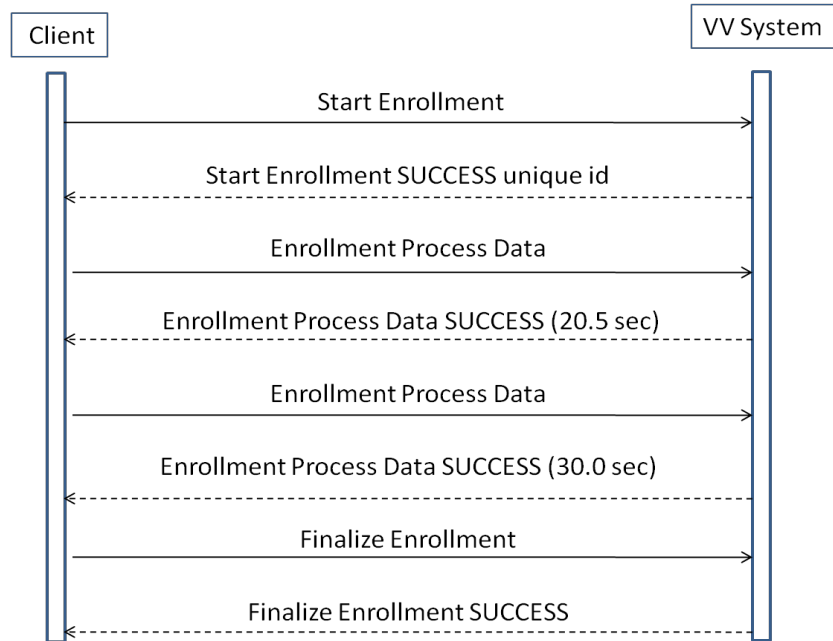 Client
VV System
Start Enrollment
Start Enrollment SUCCESS unique id
Enrollment Process Data
Enrollment Process Data SUCCESS (20.5 sec)
Enrollment Process Data
Enrollment Process Data SUCCESS (30.0 sec)
Finalize Enrollment
Finalize Enrollment SUCCESS